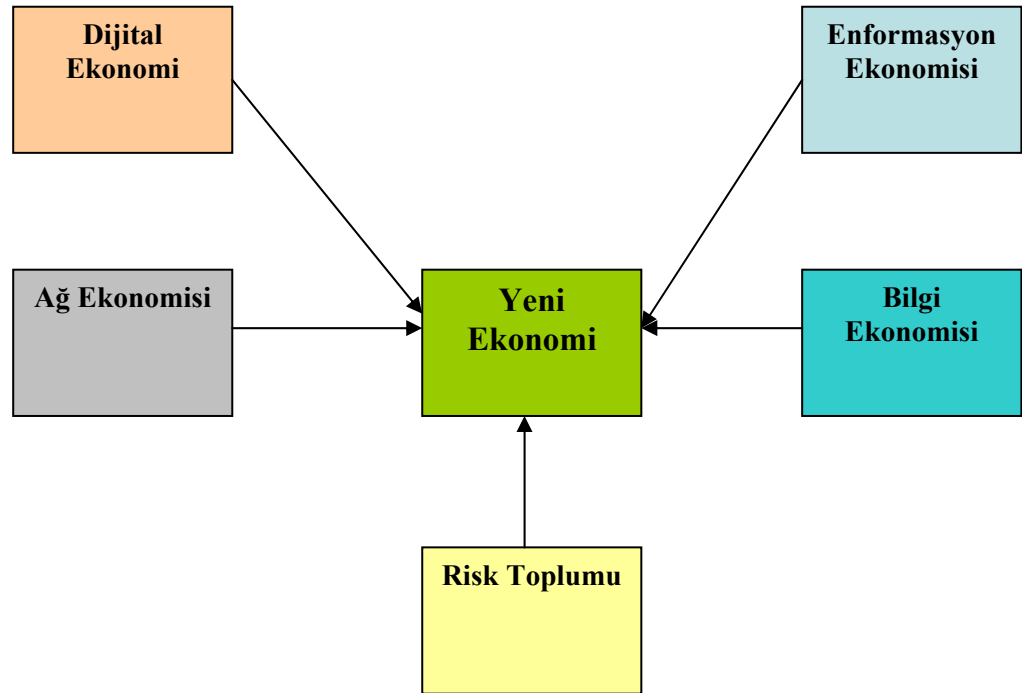 Dijital
Ekonomi
Enformasyon
Ekonomisi
Ağ Ekonomisi
Yeni
Ekonomi
Bilgi
Ekonomisi
Risk Toplumu